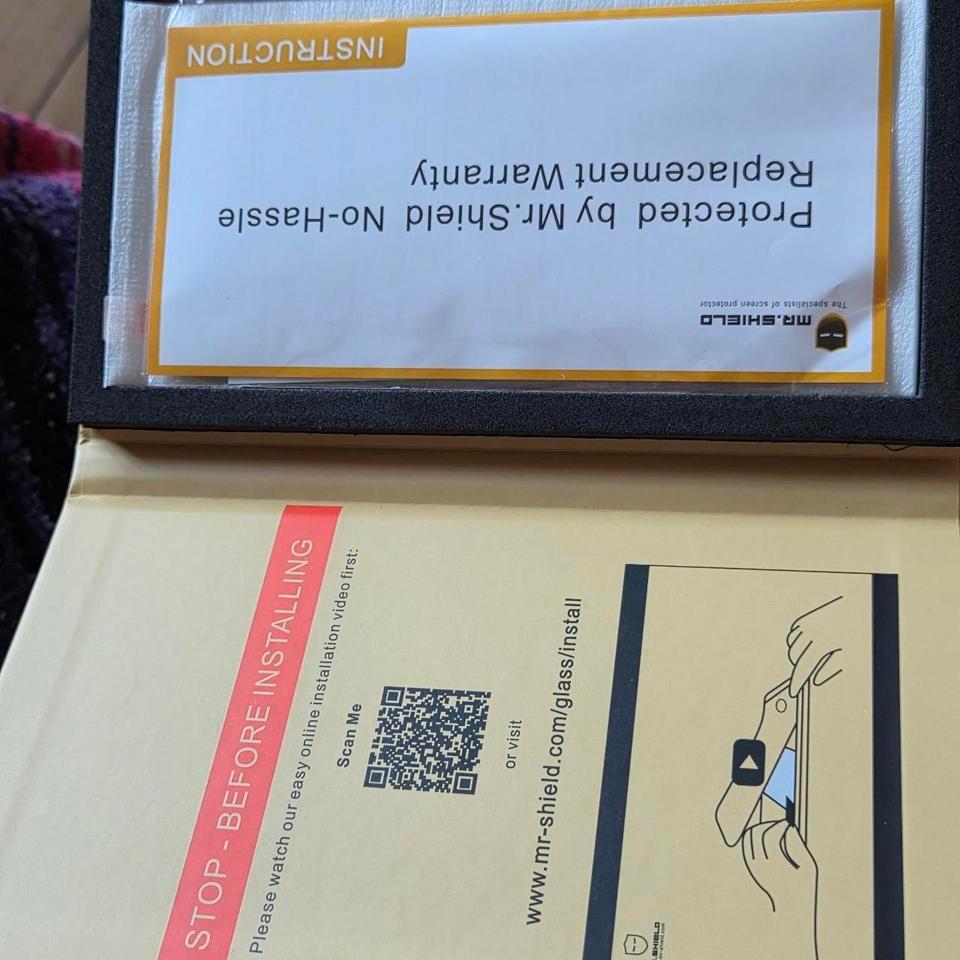 INSTRUCTION
MR.SHIELD
The specialists of screen protector
Protected by Mr.Shield No-Hassle
Replacement Warranty
STOP - BEFORE INSTALLING
Please watch our easy online installation video first:
Scan Me
or visit
www.mr-shield.com/glass/install